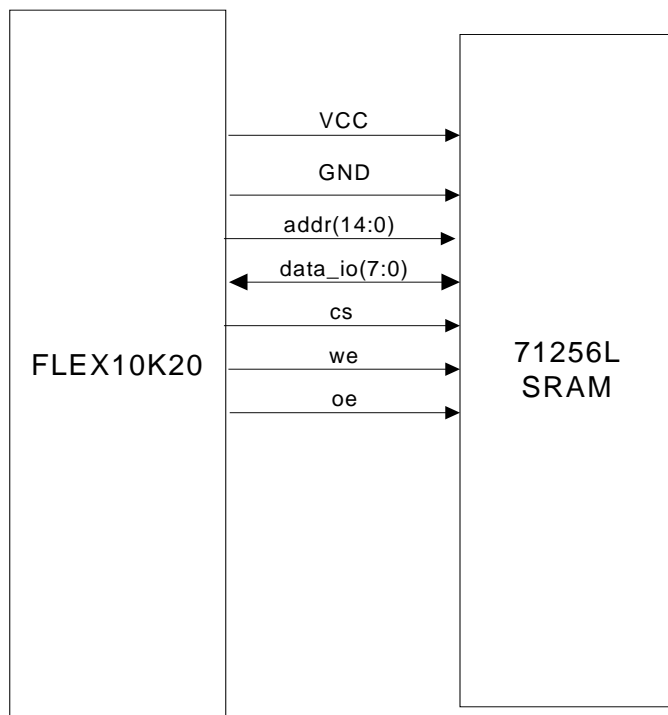 VCC
GND
addr(14:0)
data_io(7:0)
cs
we
oe
FLEX10K20
71256L
SRAM